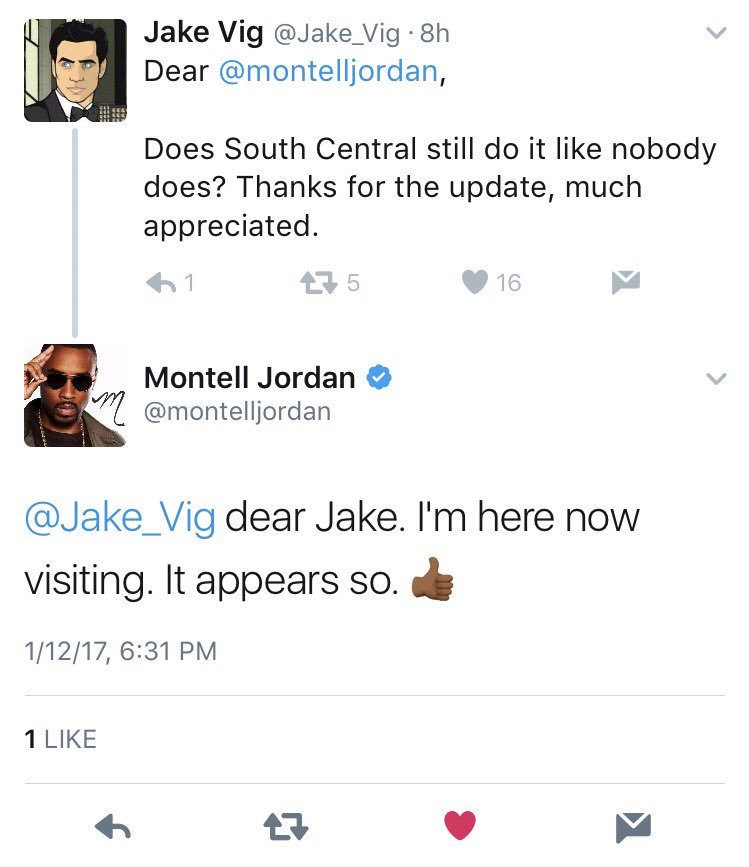 Jake Vig @Jake_Vig · 8h
Dear @montelljordan,
Does South Central still do it like nobody
does? Thanks for the update, much
appreciated.
1 5 16
Montell Jordan
@montelljordan
m
@Jake_Vig dear Jake. I'm here now
visiting. It appears so. 👍🏾
1/12/17, 6:31 PM
1 LIKE